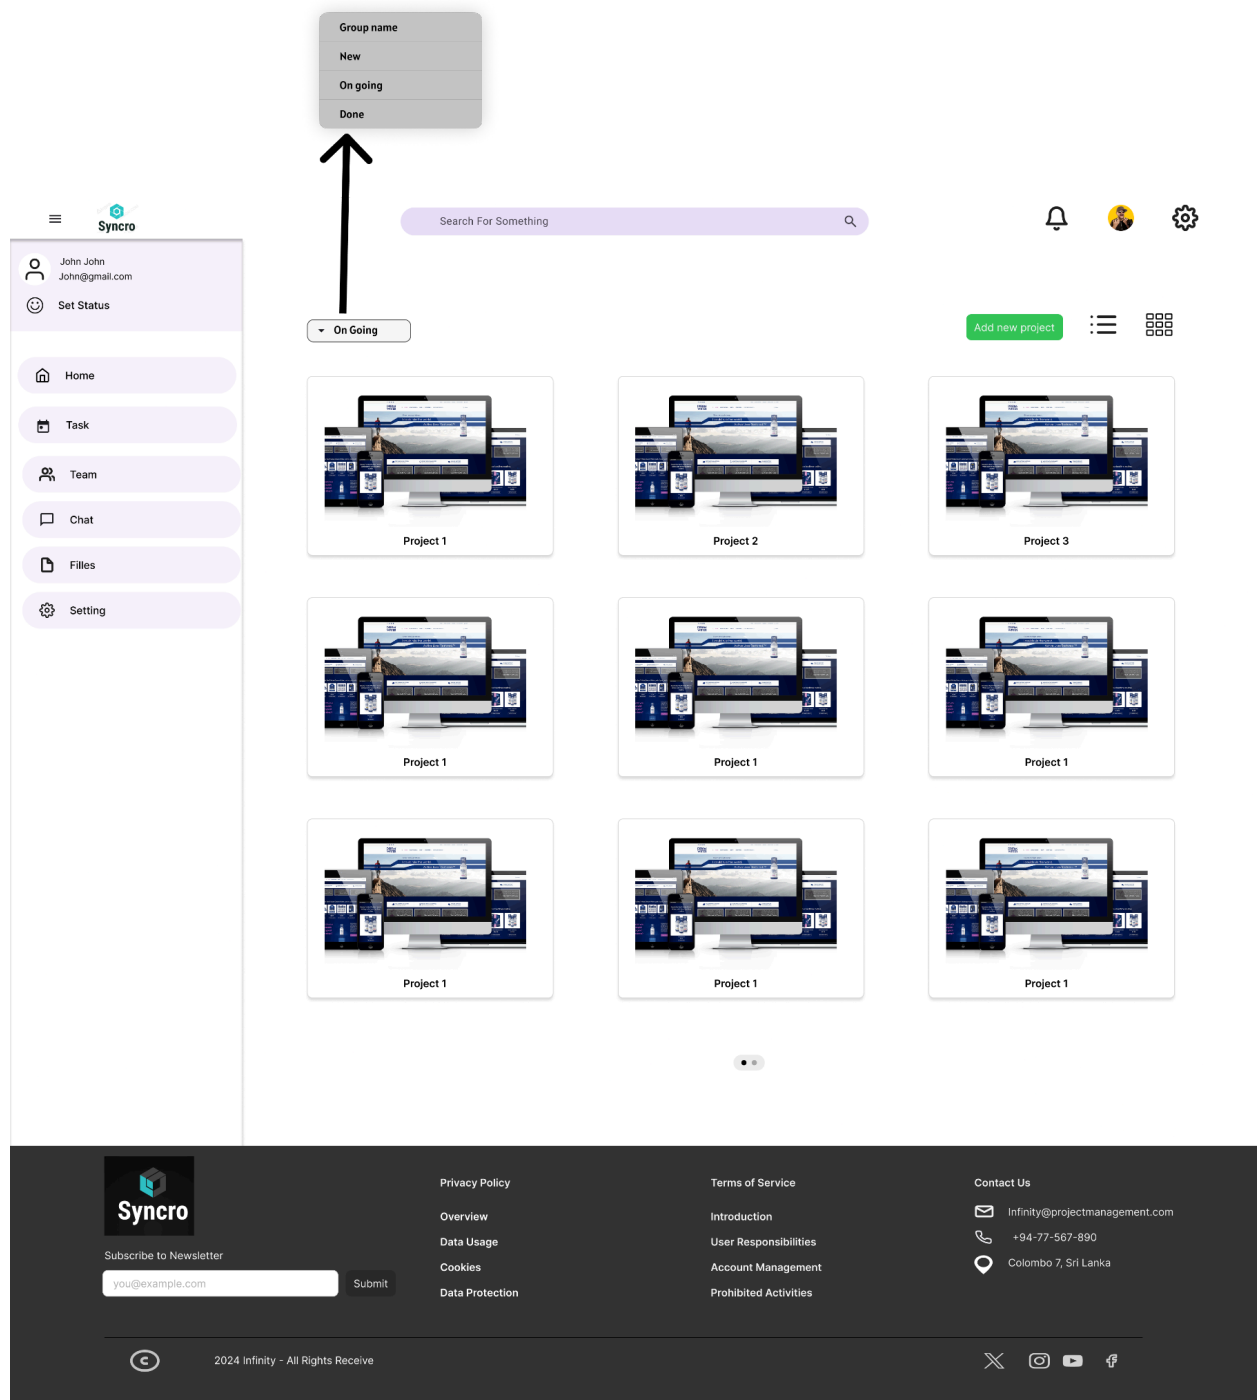 Group name
New
On going
Done
Syncro
Search For Something
John John
John@gmail.com
Set Status
On Going
Add new project
Home
Task
Team
Chat
Filles
Setting
Project 1
Project 2
Project 3
Project 1
Project 1
Project 1
Project 1
Project 1
Project 1
Syncro
Subscribe to Newsletter
you@example.com
Submit
Privacy Policy
Overview
Data Usage
Cookies
Data Protection
Terms of Service
Introduction
User Responsibilities
Account Management
Prohibited Activities
Contact Us
Infinity@projectmanagement.com
+94-77-567-890
Colombo 7, Sri Lanka
2024 Infinity - All Rights Receive